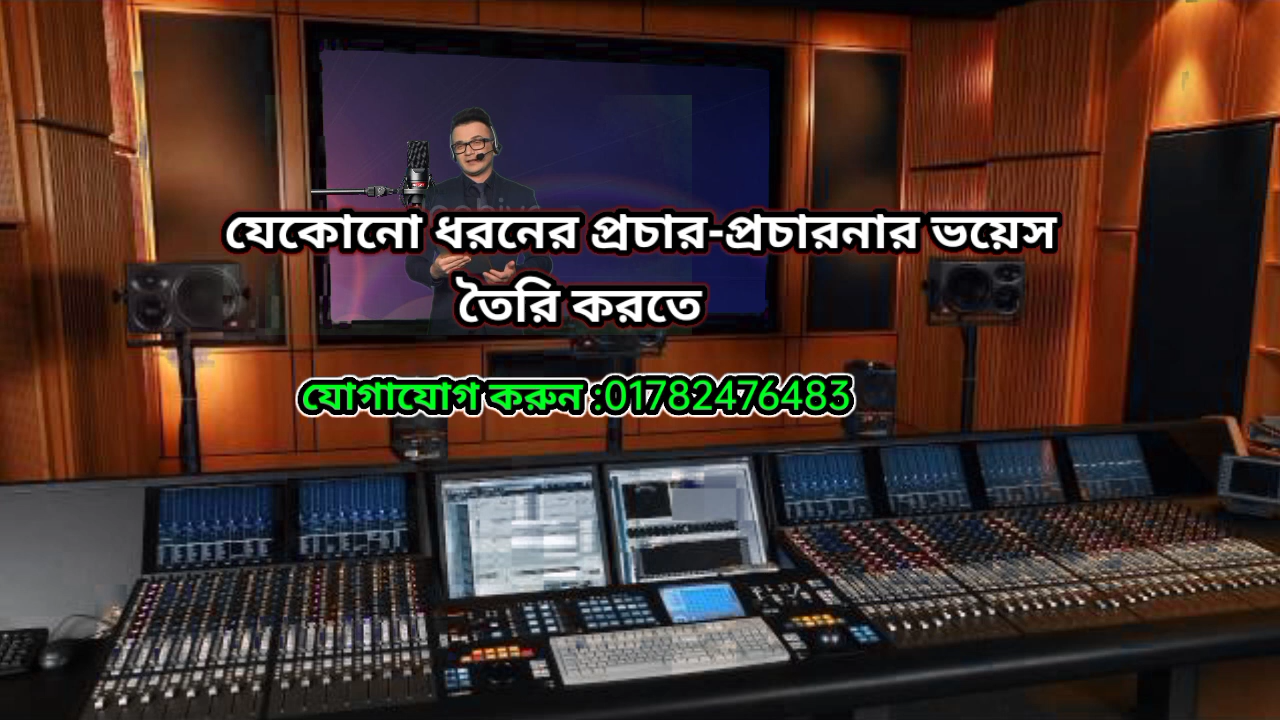 যেকোনো ধরনের প্রচার-প্রচারনার ভয়েস
তৈরি করতে
যোগাযোগ করুন :01782476483